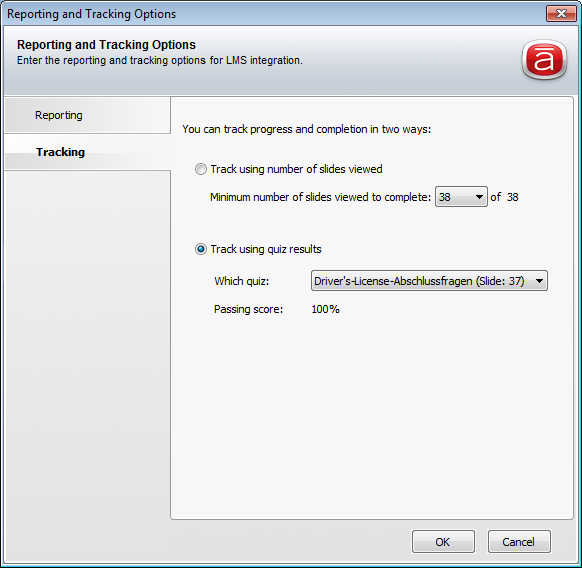 Reporting and Tracking Options
Reporting and Tracking Options
Enter the reporting and tracking options for LMS integration.
ā
Reporting
Tracking
You can track progress and completion in two ways:
Track using number of slides viewed
Minimum number of slides viewed to complete: 38 of 38
Track using quiz results
Which quiz: Driver's-License-Abschlussfragen (Slide: 37)
Passing score: 100%
OK Cancel